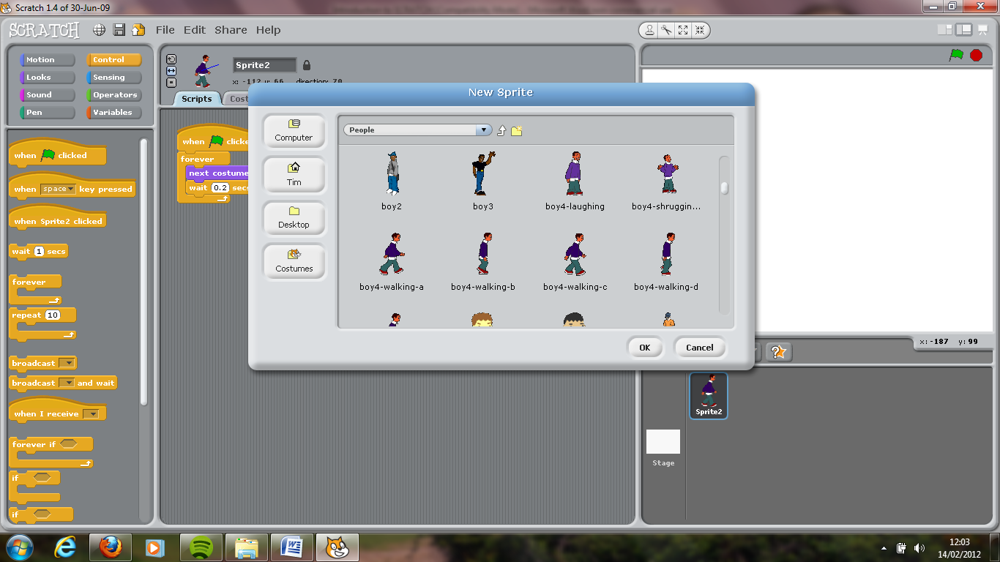 Scratch 1.4 of 30-Jun-09
SCRATCH File Edit Share Help
Motion Control
Looks Sensing
Sound Operators
Pen Variables
when clicked
when space key pressed
when Sprite2 clicked
wait 1 secs
forever
repeat 10
broadcast
broadcast and wait
when I receive
forever if
if
if
Sprite2
x: -112 y: 66 direction: 70
Scripts Cost
when clicke
forever
next costume
wait 0.2 secs
New Sprite
Computer
Tim
Desktop
Costumes
People
boy2 boy3 boy4-laughing boy4-shruggin...
boy4-walking-a boy4-walking-b boy4-walking-c boy4-walking-d
OK Cancel
x: -187 y: 99
Sprite2
Stage
12:03
14/02/2012